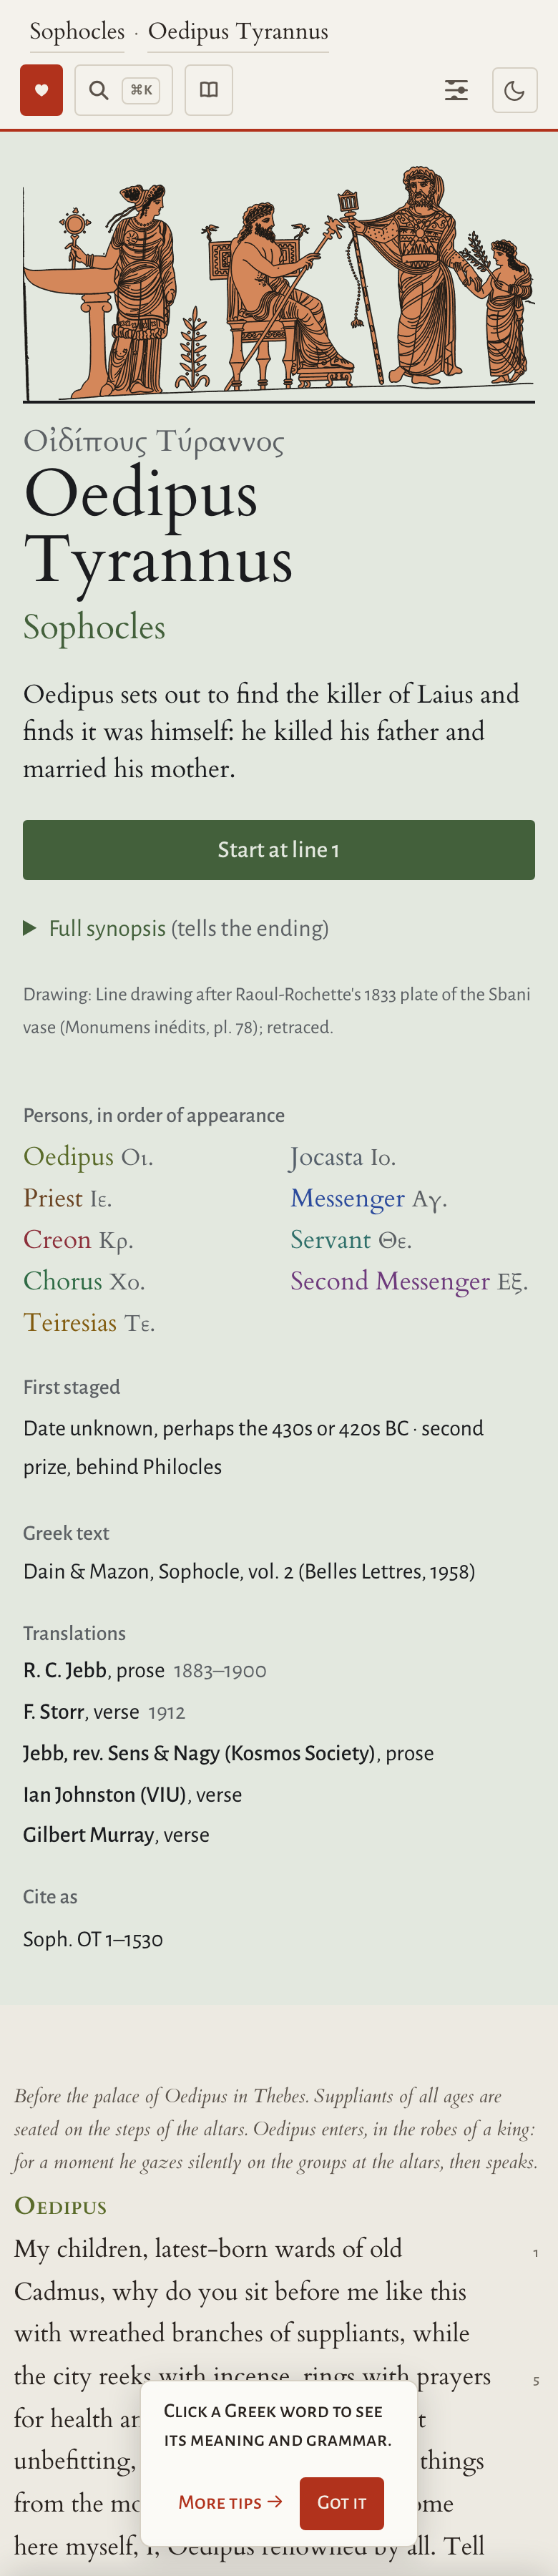 Sophocles · Oedipus Tyrannus
⌘K
Οἰδίπους Τύραννος
Oedipus
Tyrannus
Sophocles
Oedipus sets out to find the killer of Laius and
finds it was himself: he killed his father and
married his mother.
Start at line 1
Full synopsis (tells the ending)
Drawing: Line drawing after Raoul-Rochette's 1833 plate of the Sbani
vase (Monumens inédits, pl. 78); retraced.
Persons, in order of appearance
Oedipus Οι.
Priest Ιε.
Creon Κρ.
Chorus Χο.
Teiresias Τε.
Jocasta Ιο.
Messenger Αγ.
Servant Θε.
Second Messenger Εξ.
First staged
Date unknown, perhaps the 430s or 420s BC · second
prize, behind Philocles
Greek text
Dain & Mazon, Sophocle, vol. 2 (Belles Lettres, 1958)
Translations
R. C. Jebb, prose 1883–1900
F. Storr, verse 1912
Jebb, rev. Sens & Nagy (Kosmos Society), prose
Ian Johnston (VIU), verse
Gilbert Murray, verse
Cite as
Soph. OT 1–1530
Before the palace of Oedipus in Thebes. Suppliants of all ages are
seated on the steps of the altars. Oedipus enters, in the robes of a king:
for a moment he gazes silently on the groups at the altars, then speaks.
Oedipus
My children, latest-born wards of old 1
Cadmus, why do you sit before me like this
with wreathed branches of suppliants, while
the city reeks with incense, rings with prayers 5
for health
unbefitting, things
from the
here myself, I, Oedipus renowned by all. Tell
Click a Greek word to see
its meaning and grammar.
More tips →
Got it